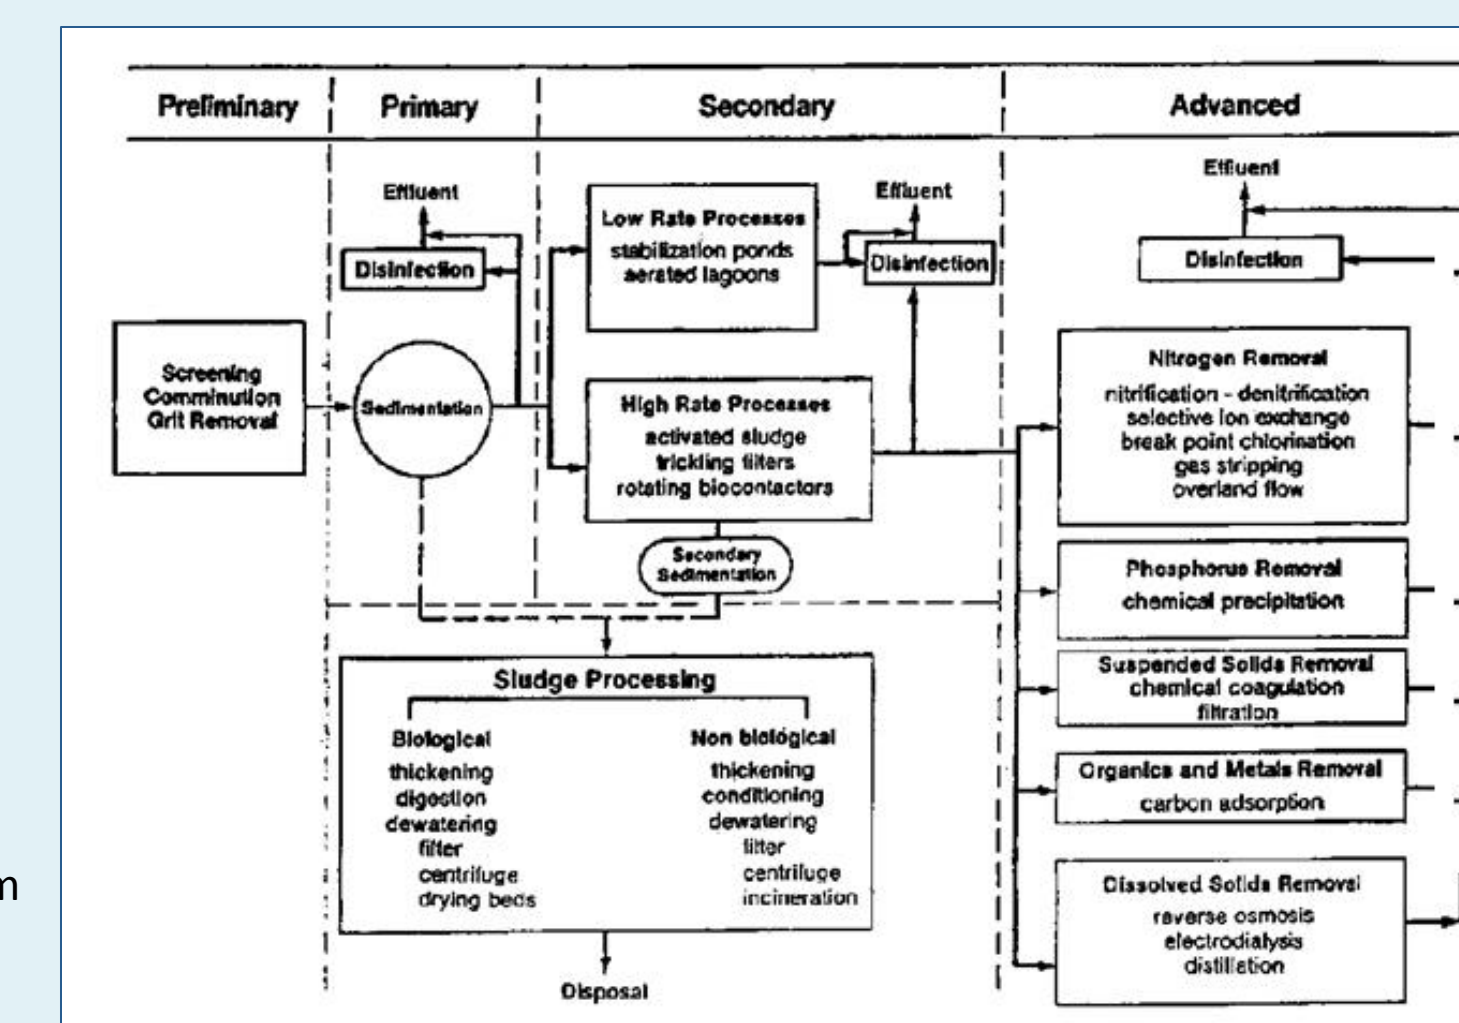 Preliminary
Primary
Secondary
Advanced
Screening
Comminution
Grit Removal
Effluent
Disinfection
Sedimentation
Low Rate Processes
stabilization ponds
aerated lagoons
Effluent
Disinfection
High Rate Processes
activated sludge
trickling filters
rotating biocontactors
Secondary
Sedimentation
Sludge Processing
Biological
thickening
digestion
dewatering
filter
centrifuge
drying beds
Non biological
thickening
conditioning
dewatering
filter
centrifuge
incineration
Disposal
Effluent
Disinfection
Nitrogen Removal
nitrification - denitrification
selective ion exchange
break point chlorination
gas stripping
overland flow
Phosphorus Removal
chemical precipitation
Suspended Solids Removal
chemical coagulation
filtration
Organics and Metals Removal
carbon adsorption
Dissolved Solids Removal
reverse osmosis
electrodialysis
distillation